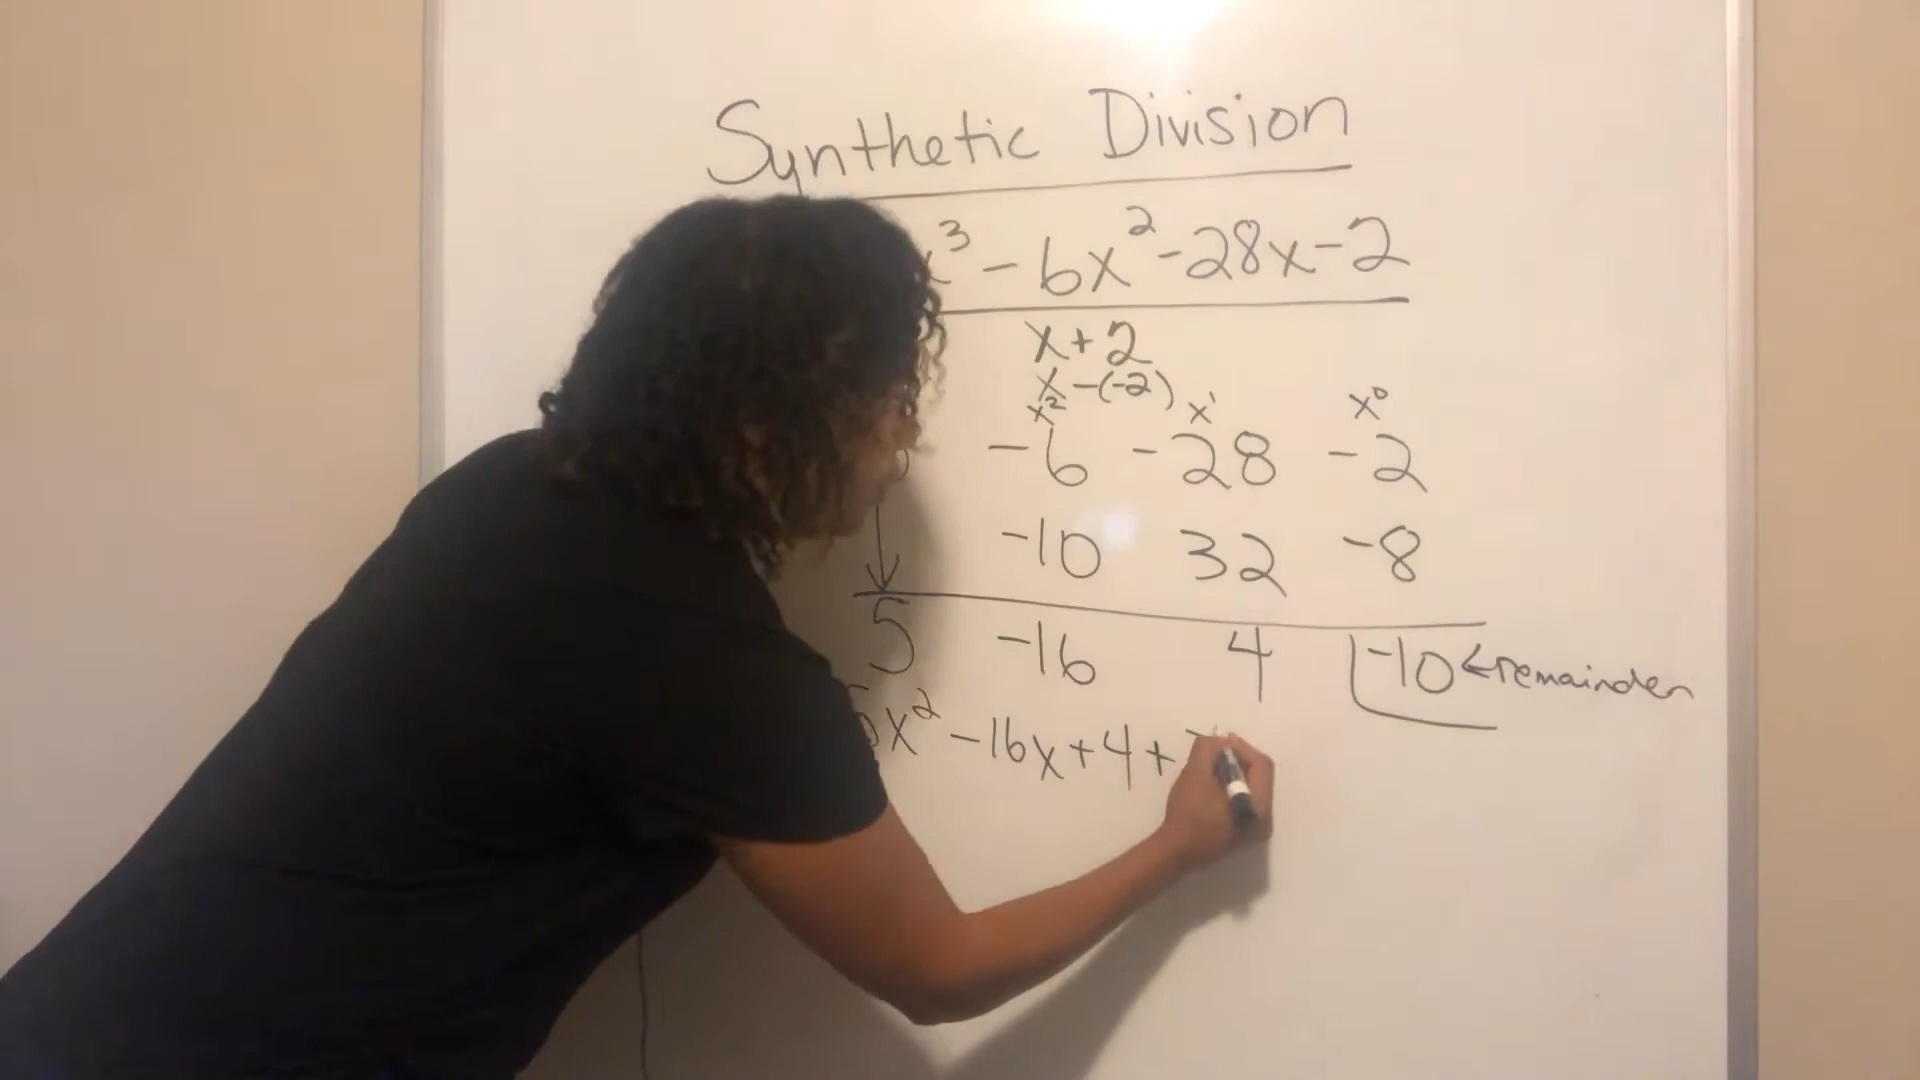 Synthetic Division
x³ - 6x² - 28x - 2
x + 2
x - (-2)
x² x¹ x⁰
-6 -28 -2
-10 32 -8
5 -16 4 -10 ← remainder
5x² - 16x + 4 + -